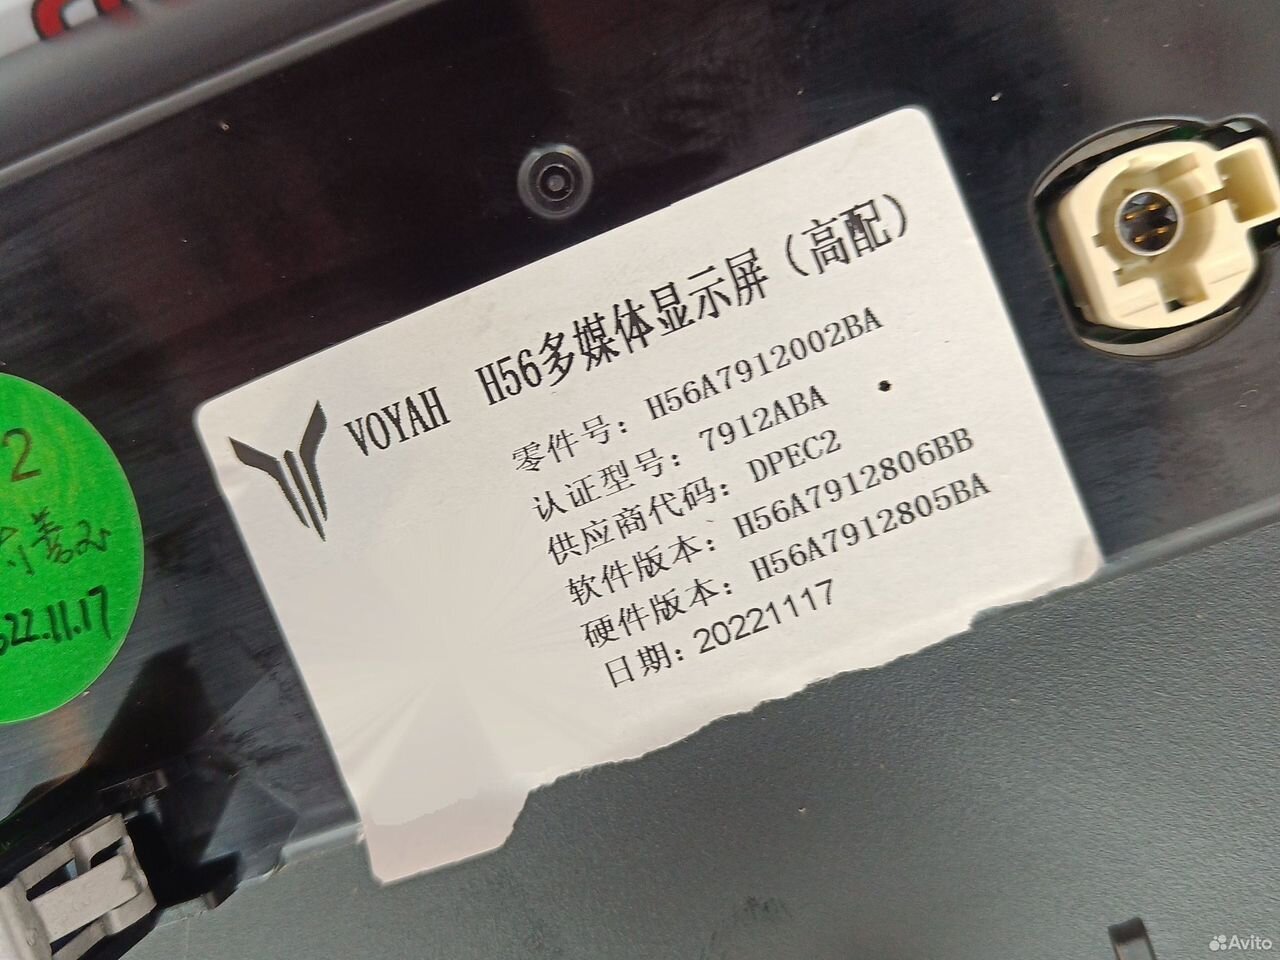 VOYAH H56多媒体显示屏（高配）
零件号：H56A7912002BA
认证型号：7912ABA
供应商代码：DPEC2
软件版本：H56A7912806BB
硬件版本：H56A7912805BA
日期：20221117
2
22.11.17
Avito